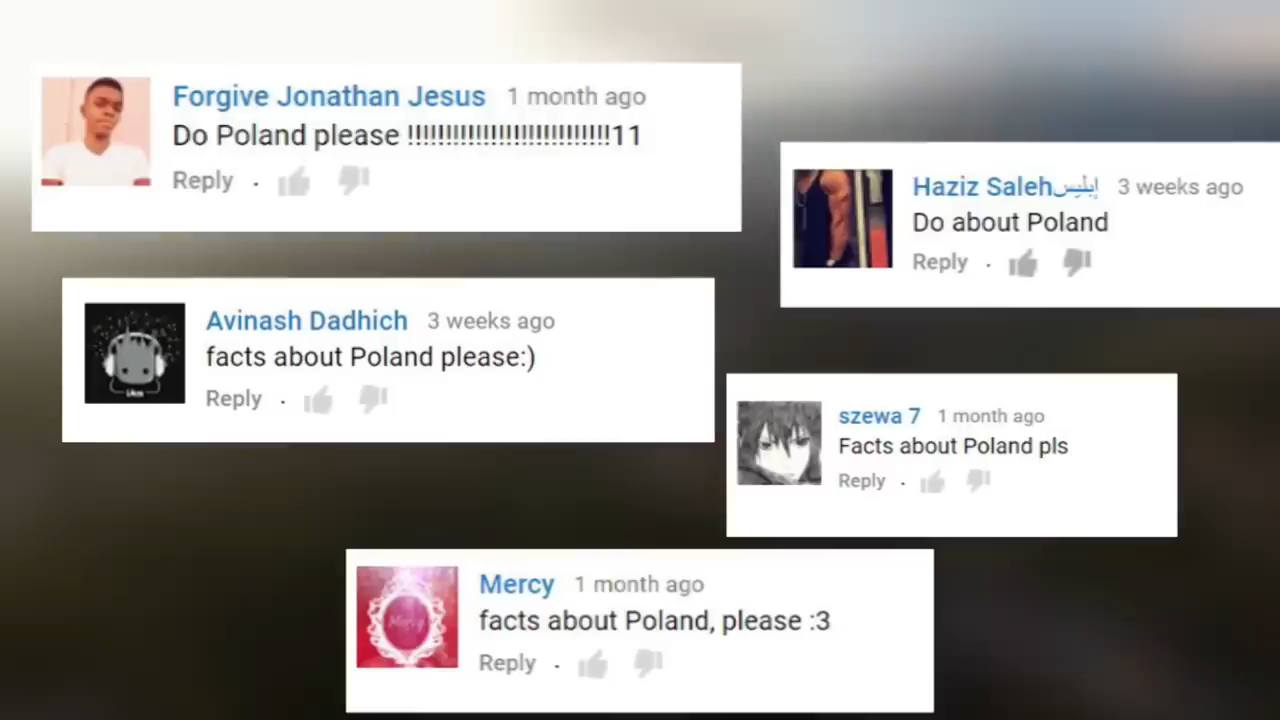 Forgive Jonathan Jesus 1 month ago
Do Poland please !!!!!!!!!!!!!!!!!!!!!!!!!!!11
Reply ·
Haziz Salehإبليس 3 weeks ago
Do about Poland
Reply ·
Avinash Dadhich 3 weeks ago
facts about Poland please:)
Reply ·
szewa 7 1 month ago
Facts about Poland pls
Reply ·
Mercy
Mercy 1 month ago
facts about Poland, please :3
Reply ·